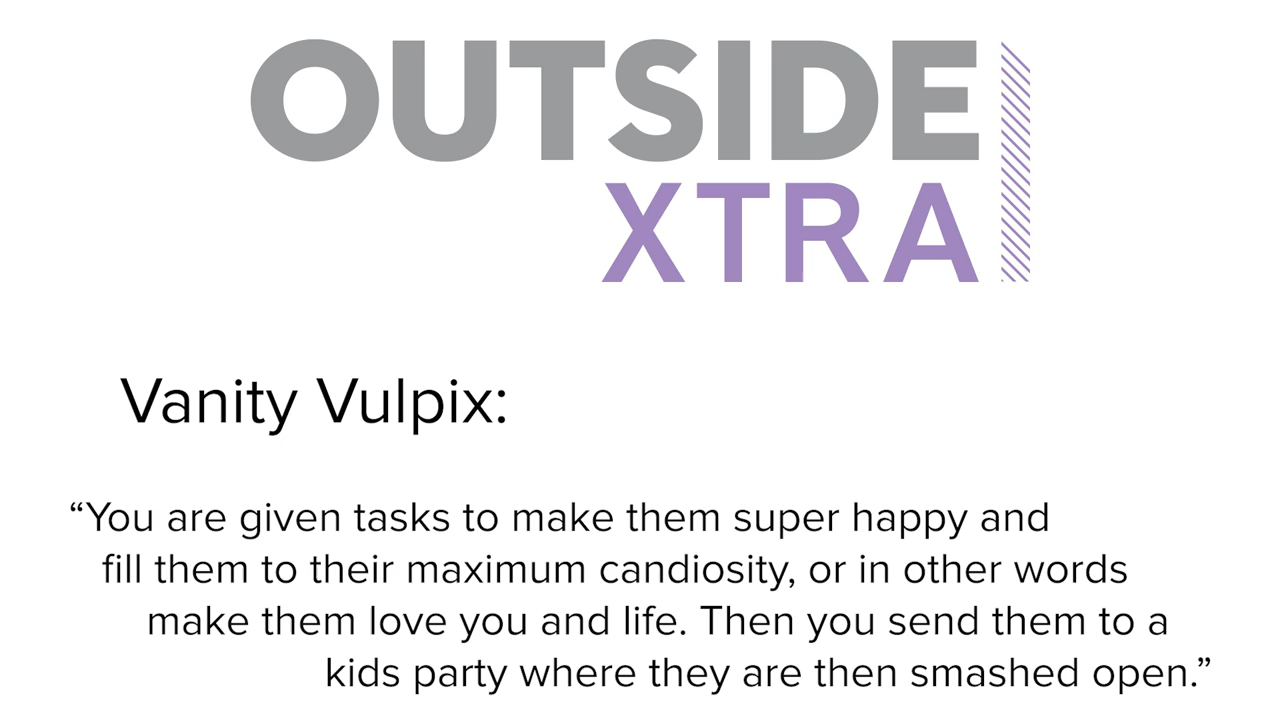 OUTSIDE
XTRA
Vanity Vulpix:
“You are given tasks to make them super happy and
fill them to their maximum candiosity, or in other words
make them love you and life. Then you send them to a
kids party where they are then smashed open.”